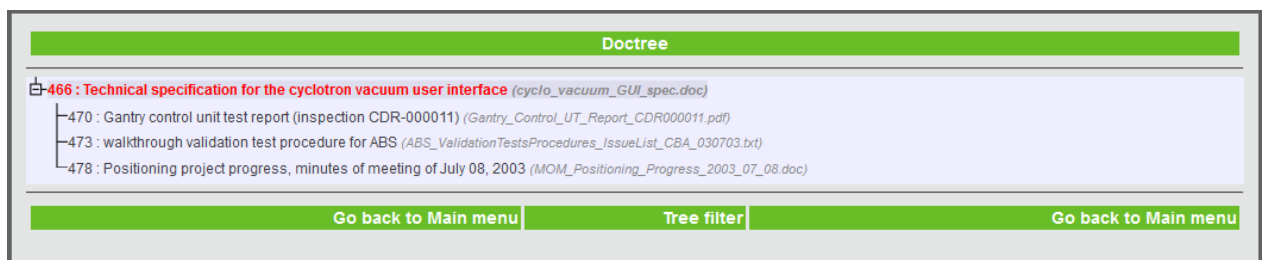 Doctree
466 : Technical specification for the cyclotron vacuum user interface (cyclo_vacuum_GUI_spec.doc)
470 : Gantry control unit test report (inspection CDR-000011) (Gantry_Control_UT_Report_CDR000011.pdf)
473 : walkthrough validation test procedure for ABS (ABS_ValidationTestsProcedures_IssueList_CBA_030703.txt)
478 : Positioning project progress, minutes of meeting of July 08, 2003 (MOM_Positioning_Progress_2003_07_08.doc)
Go back to Main menu Tree filter Go back to Main menu